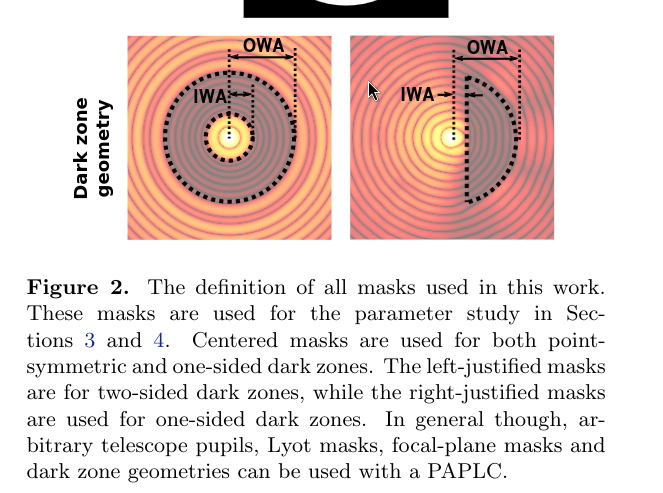 OWA
IWA
OWA
IWA
Dark zone
geometry
Figure 2. The definition of all masks used in this work.
These masks are used for the parameter study in Sec-
tions 3 and 4. Centered masks are used for both point-
symmetric and one-sided dark zones. The left-justified masks
are for two-sided dark zones, while the right-justified masks
are used for one-sided dark zones. In general though, ar-
bitrary telescope pupils, Lyot masks, focal-plane masks and
dark zone geometries can be used with a PAPLC.